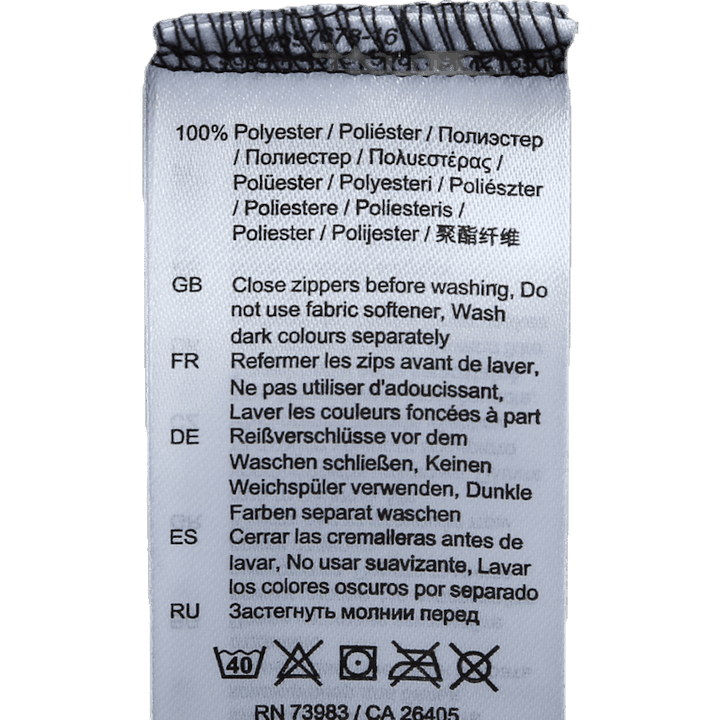 100% Polyester / Poliéster / Полиэстер
/ Полиестер / Πολυεστέρας /
Polüester / Polyesteri / Poliészter
/ Poliestere / Poliesteris /
Poliester / Polijester / 聚酯纤维
GB Close zippers before washing, Do
not use fabric softener, Wash
dark colours separately
FR Refermer les zips avant de laver,
Ne pas utiliser d'adoucissant,
Laver les couleurs foncées à part
DE Reißverschlüsse vor dem
Waschen schließen, Keinen
Weichspüler verwenden, Dunkle
Farben separat waschen
ES Cerrar las cremalleras antes de
lavar, No usar suavizante, Lavar
los colores oscuros por separado
RU Застегнуть молнии перед
40
RN 73983 / CA 26405